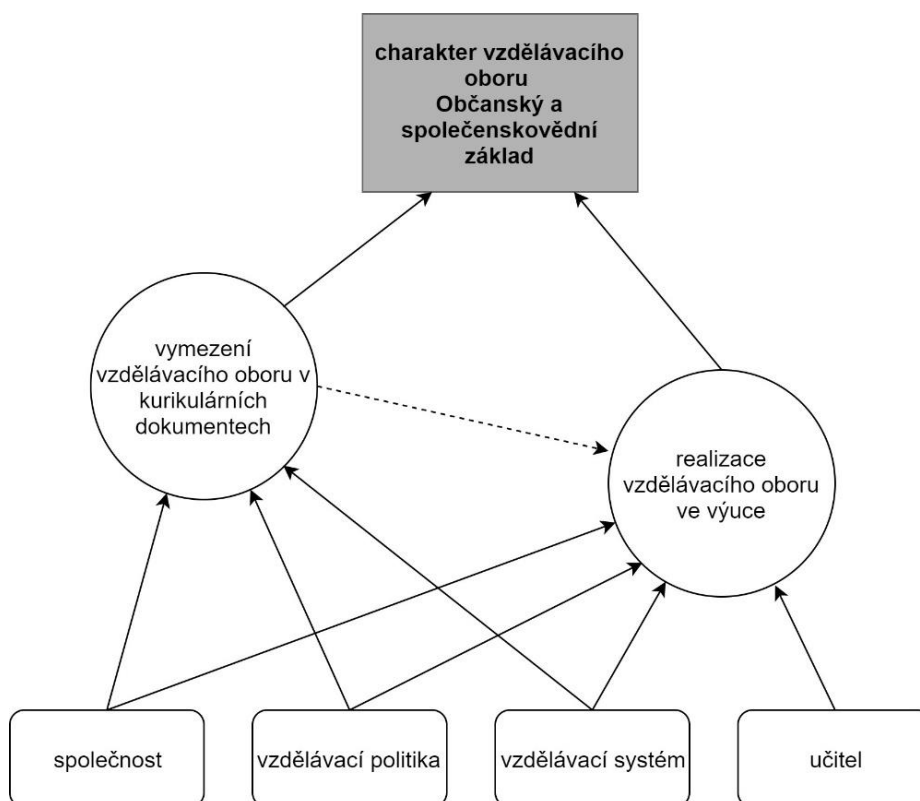 charakter vzdělávacího
oboru
Občanský a
společenskovědní
základ
vymezení
vzdělávacího oboru v
kurikulárních
dokumentech
realizace
vzdělávacího oboru
ve výuce
společnost
vzdělávací politika
vzdělávací systém
učitel